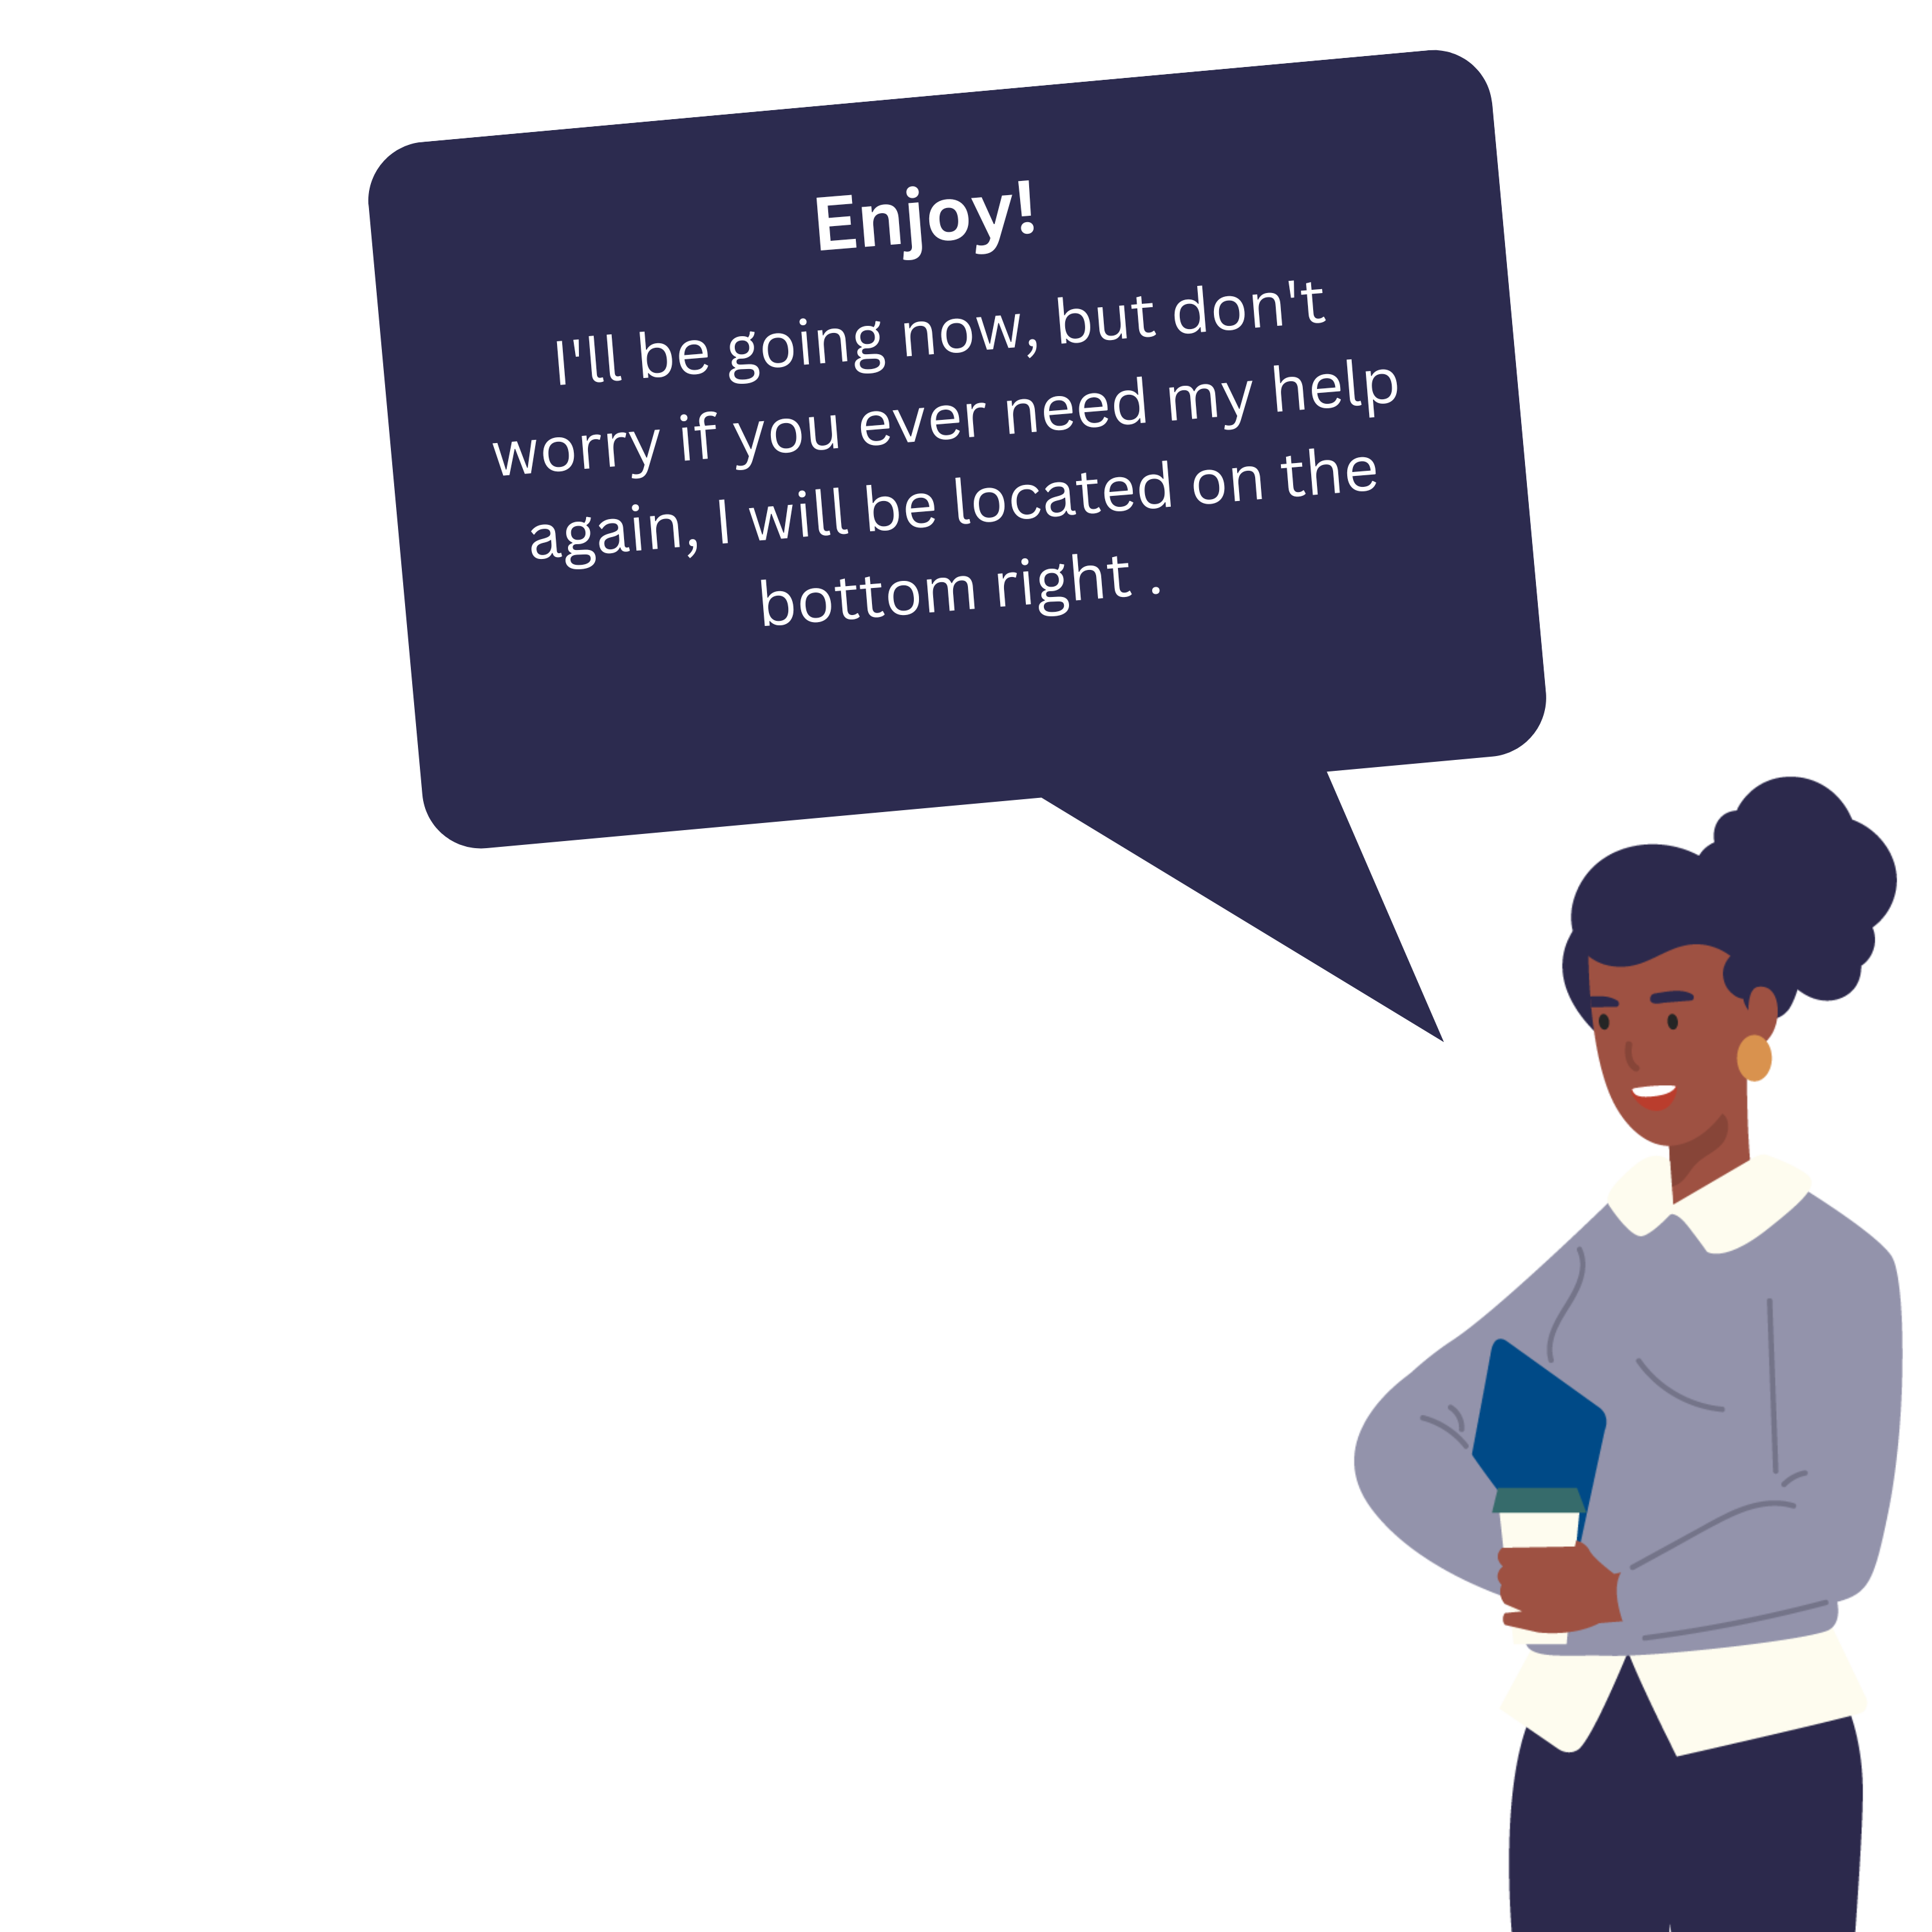 Enjoy!
I'll be going now, but don't
worry if you ever need my help
again, I will be located on the
bottom right .